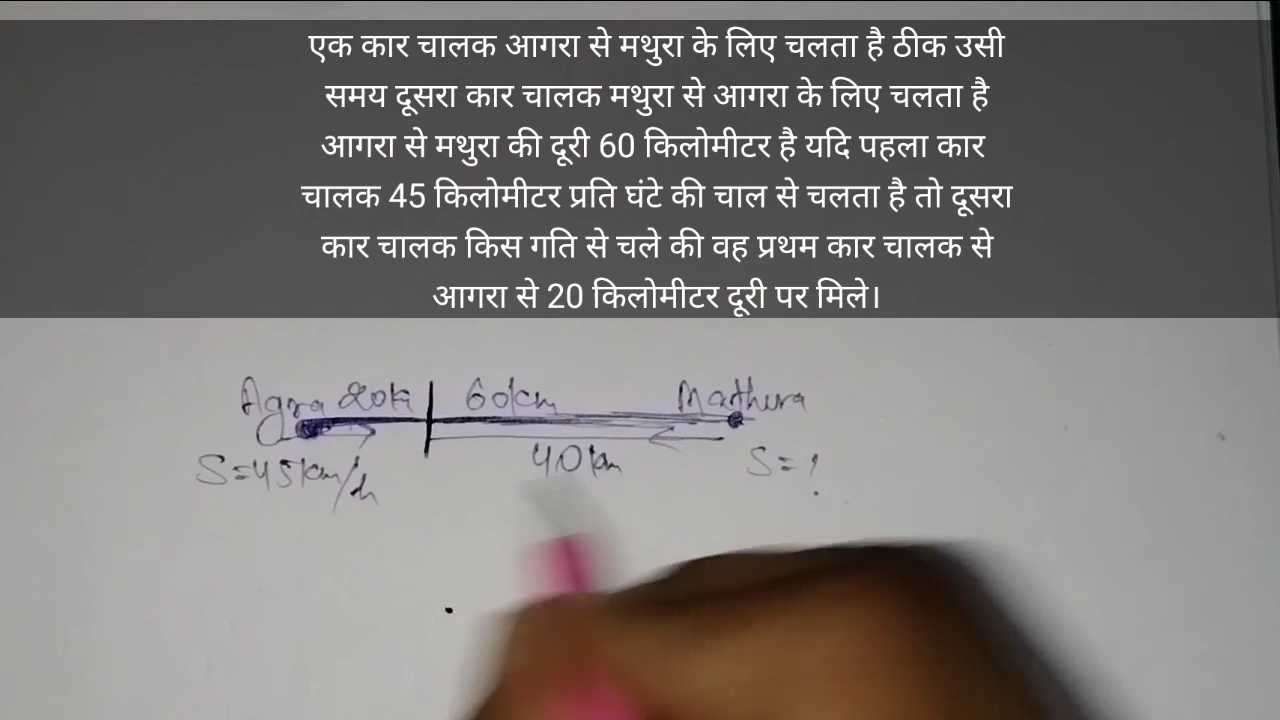 एक कार चालक आगरा से मथुरा के लिए चलता है ठीक उसी
समय दूसरा कार चालक मथुरा से आगरा के लिए चलता है
आगरा से मथुरा की दूरी 60 किलोमीटर है यदि पहला कार
चालक 45 किलोमीटर प्रति घंटे की चाल से चलता है तो दूसरा
कार चालक किस गति से चले की वह प्रथम कार चालक से
आगरा से 20 किलोमीटर दूरी पर मिले।
Agra 20k 60km Mathura
S=45km/h 40km S=?